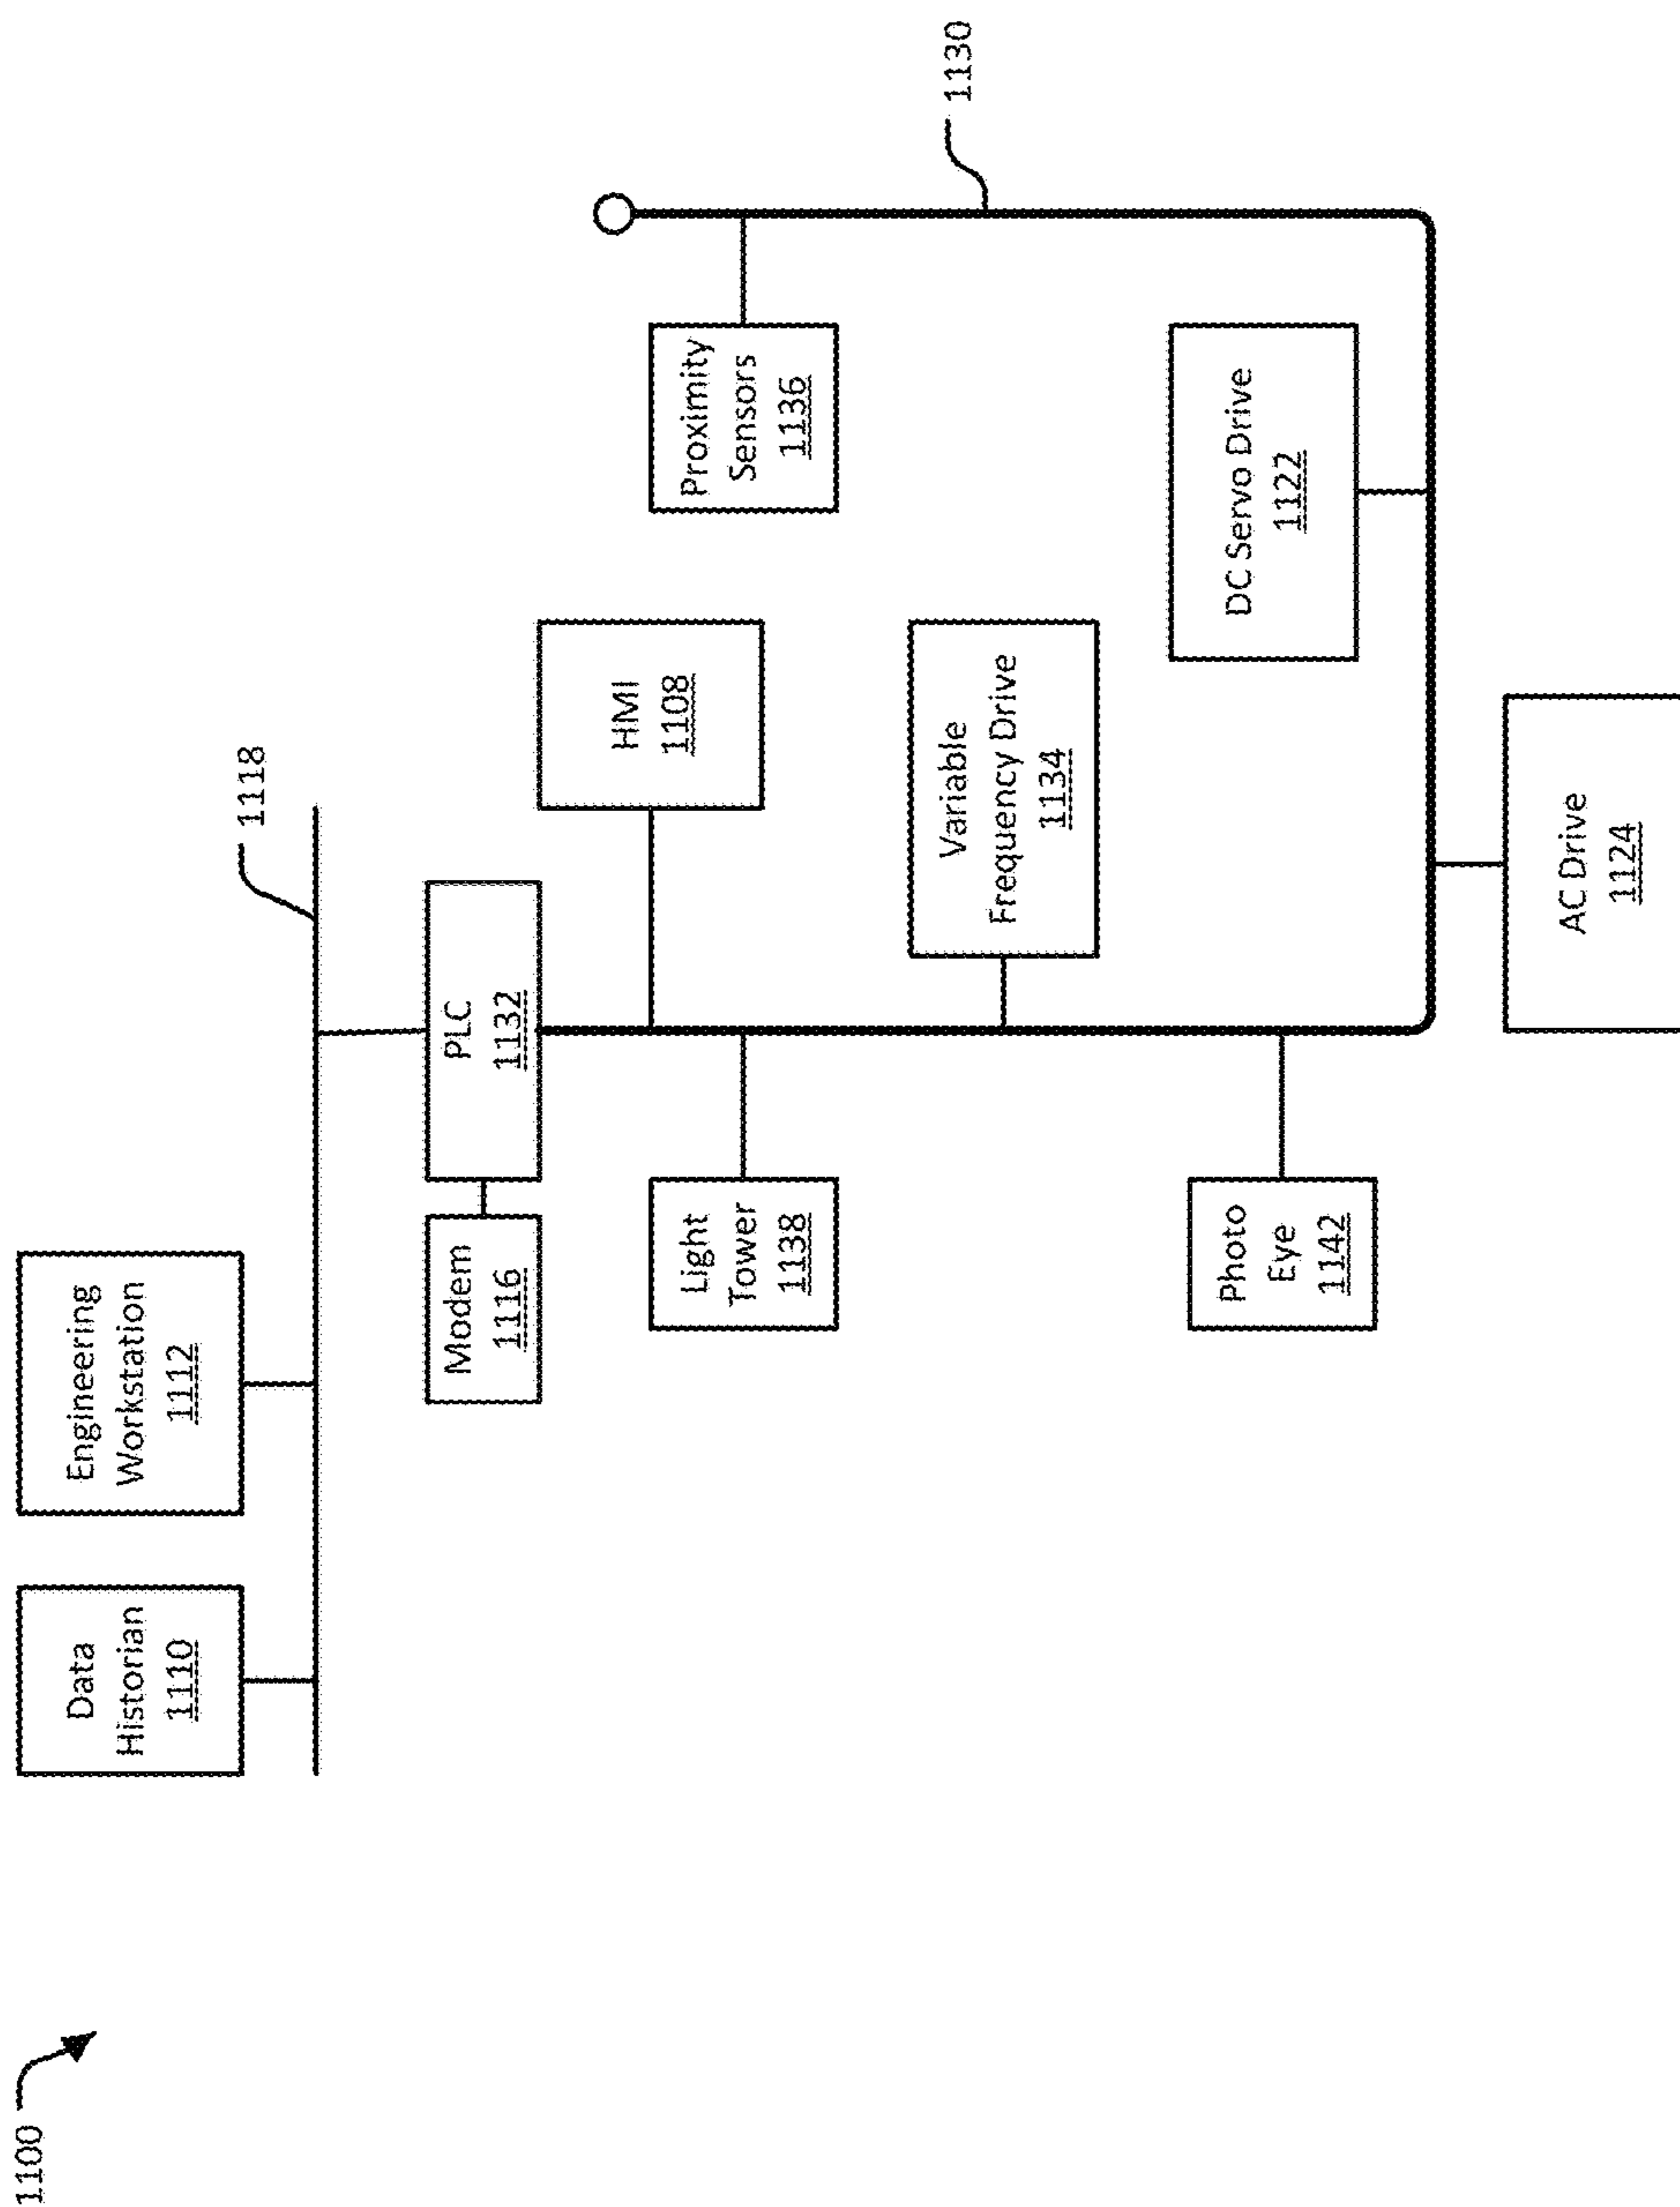 1100
Data
Historian
1110
Engineering
Workstation
1112
1118
Modem
1116
PLC
1132
HMI
1108
Light
Tower
1138
Proximity
Sensors
1136
1130
Variable
Frequency Drive
1134
Photo
Eye
1142
DC Servo Drive
1122
AC Drive
1124